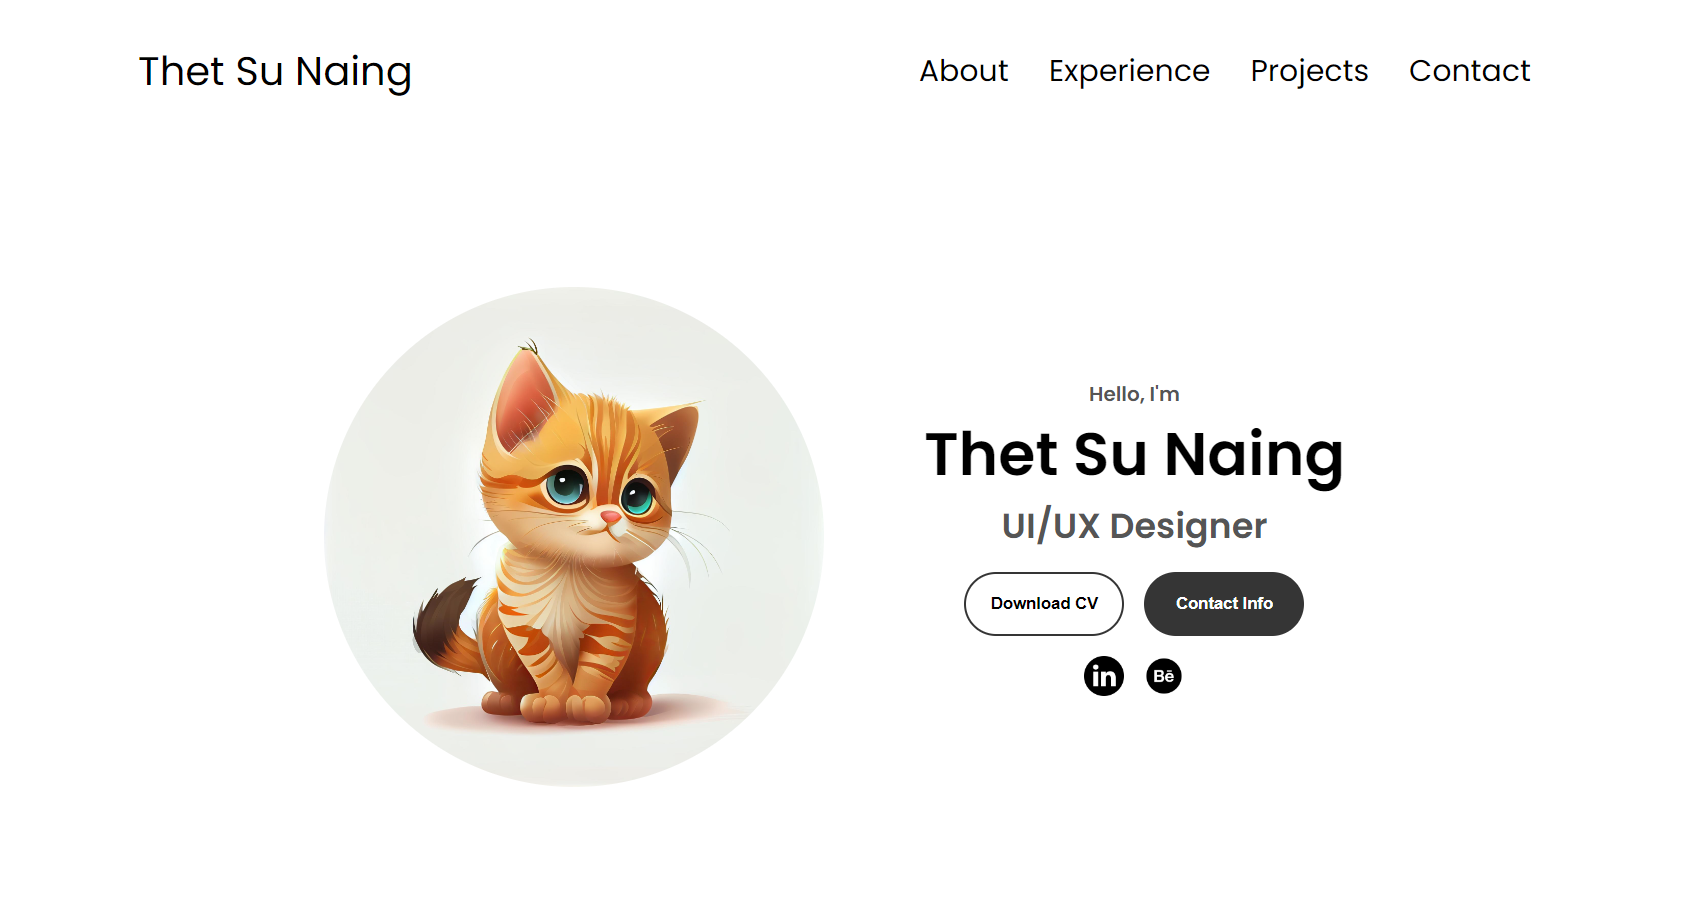 Thet Su Naing
About Experience Projects Contact
Hello, I'm
Thet Su Naing
UI/UX Designer
Download CV
Contact Info
in
Bē